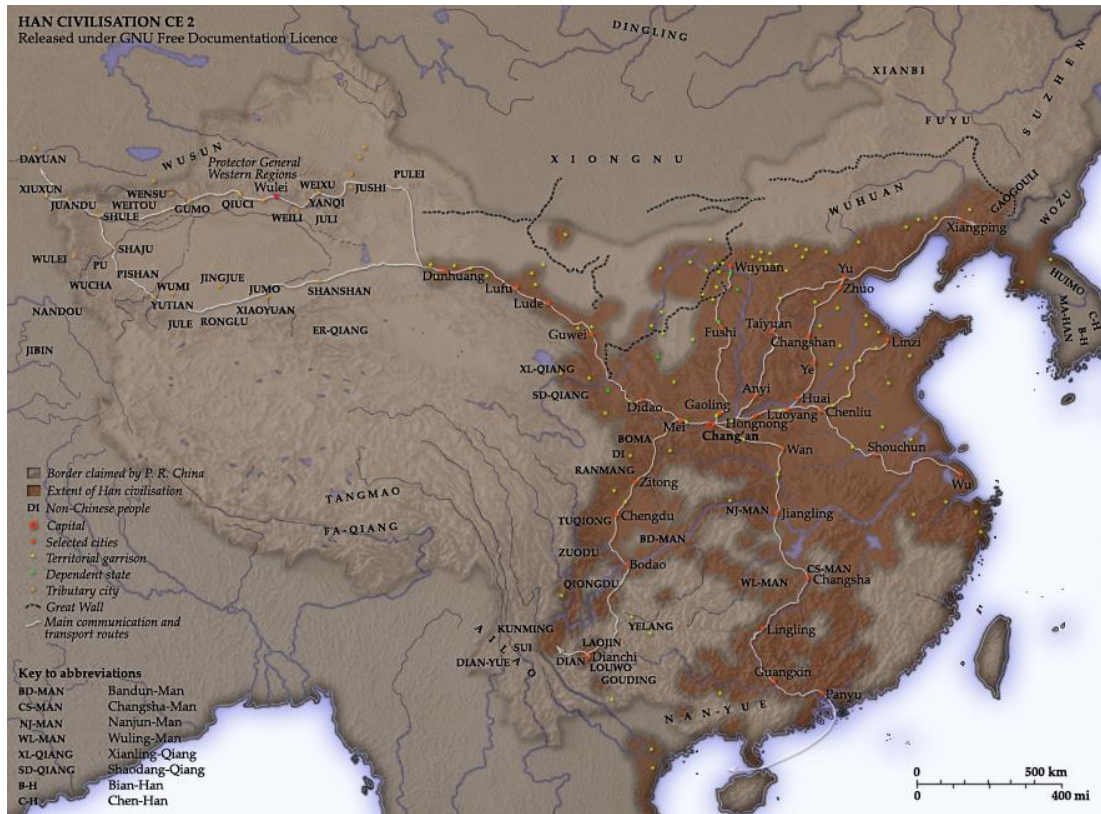 HAN CIVILISATION CE 2
Released under GNU Free Documentation Licence
DINGLING
XIANBI
SUZHEN
FUYU
XIONGNU
WUSUN
DAYUAN
Protector General
Western Regions
Wulei
PULEI
XIUXUN
JUANDU
WENSU
WEITOU
SHULE
GUMO
QIUCI
WEIXU
YANQI
JUSHI
WEILI
JULI
WUHUAN
GAOGOULI
WOZU
Xiangping
WULEI
PU
SHAJU
PISHAN
WUCHA
JINGJUE
WUMI
JUMO
YUTIAN
XIAOYUAN
SHANSHAN
JULE
RONGLU
NANDOU
JIBIN
ER-QIANG
Dunhuang
Lufu
Lude
Guwei
Wuyuan
Yu
Zhuo
HUIMO
MA-HAN
C-H
B-H
Fushi
Taiyuan
Changshan
Linzi
XL-QIANG
SD-QIANG
Ye
Anyi
Didao
Gaoling
Huai
Mei
Hongnong
Luoyang
Chenliu
Chang'an
BOMA
DI
RANMANG
Wan
Shouchun
Wu
Zitong
TANGMAO
FA-QIANG
TUQIONG
Chengdu
NJ-MAN
Jiangling
BD-MAN
ZUODU
Bodao
QIONGDU
WL-MAN
CS-MAN
Changsha
YELANG
KUNMING
SUI
LAOJIN
Lingling
AILAO
DIAN-YUE
DIAN
Dianchi
LOUWO
GOUDING
Guangxin
Panyu
NAN-YUE
Border claimed by P. R. China
Extent of Han civilisation
DI Non-Chinese people
Capital
Selected cities
Territorial garrison
Dependent state
Tributary city
Great Wall
Main communication and
transport routes
Key to abbreviations
BD-MAN Bandun-Man
CS-MAN Changsha-Man
NJ-MAN Nanjun-Man
WL-MAN Wuling-Man
XL-QIANG Xianling-Qiang
SD-QIANG Shaodang-Qiang
B-H Bian-Han
C-H Chen-Han
0 500 km
0 400 mi